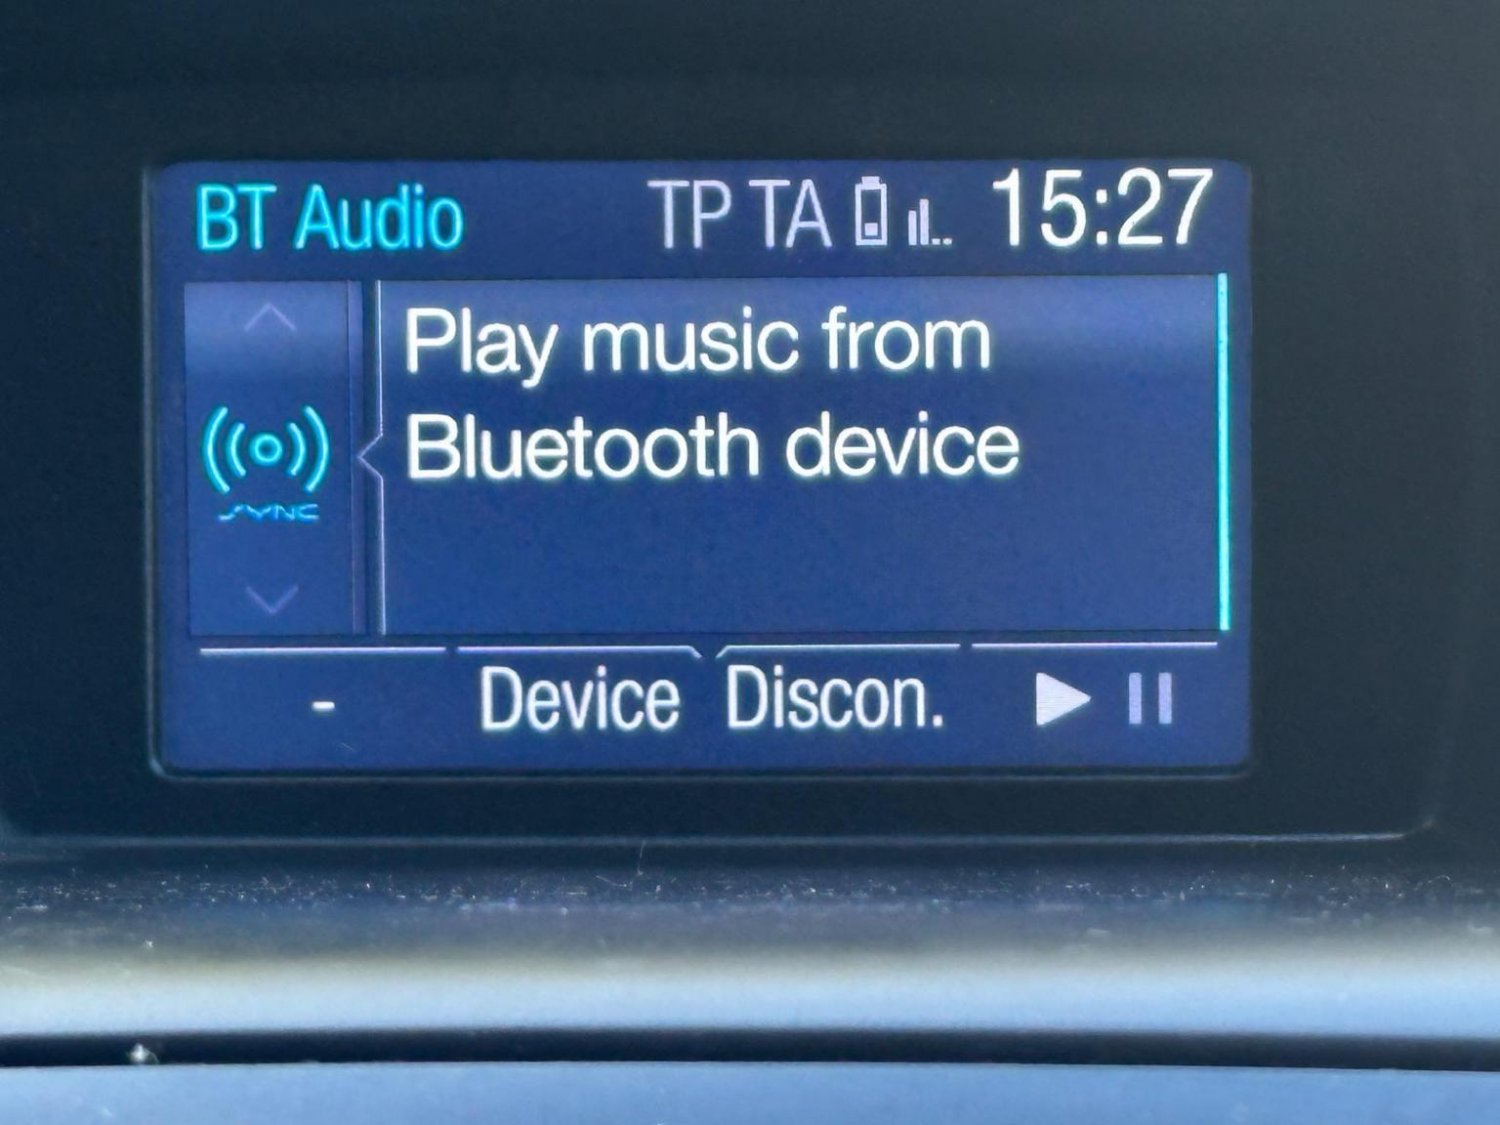 BT Audio TP TA 15:27
Play music from
Bluetooth device
SYNC
- Device Discon.